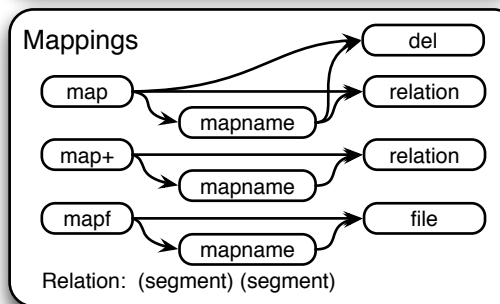 Mappings
del
map
relation
mapname
map+
relation
mapname
mapf
file
mapname
Relation: (segment) (segment)